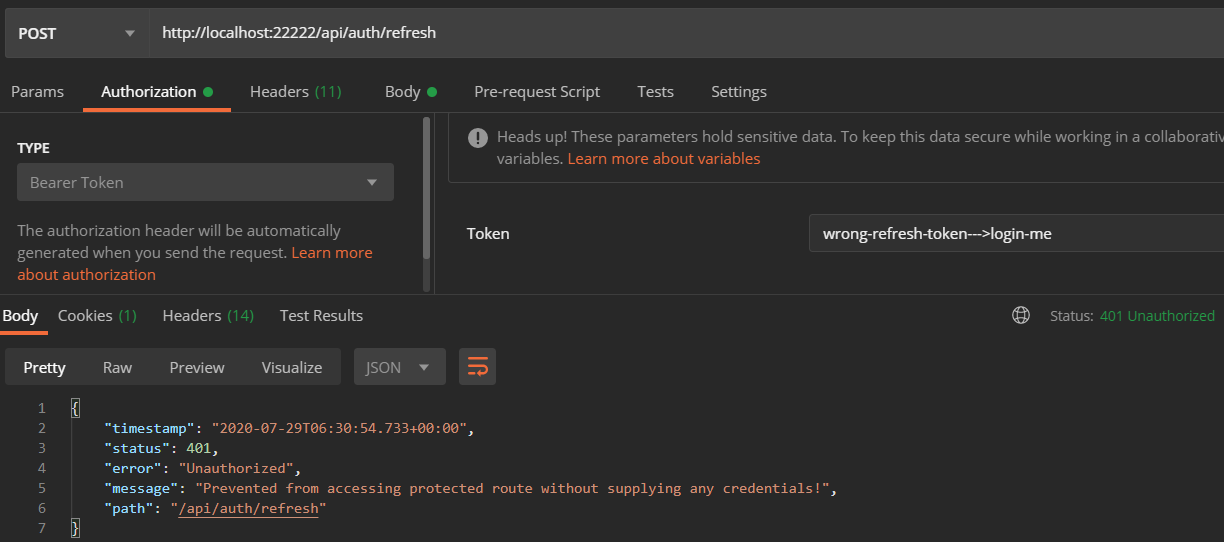 POST http://localhost:22222/api/auth/refresh
Params Authorization Headers (11) Body Pre-request Script Tests Settings
TYPE
Bearer Token
The authorization header will be automatically
generated when you send the request. Learn more
about authorization
! Heads up! These parameters hold sensitive data. To keep this data secure while working in a collaborativ
variables. Learn more about variables
Token wrong-refresh-token--->login-me
Body Cookies (1) Headers (14) Test Results Status: 401 Unauthorized
Pretty Raw Preview Visualize JSON
1 {
2 "timestamp": "2020-07-29T06:30:54.733+00:00",
3 "status": 401,
4 "error": "Unauthorized",
5 "message": "Prevented from accessing protected route without supplying any credentials!",
6 "path": "/api/auth/refresh"
7 }